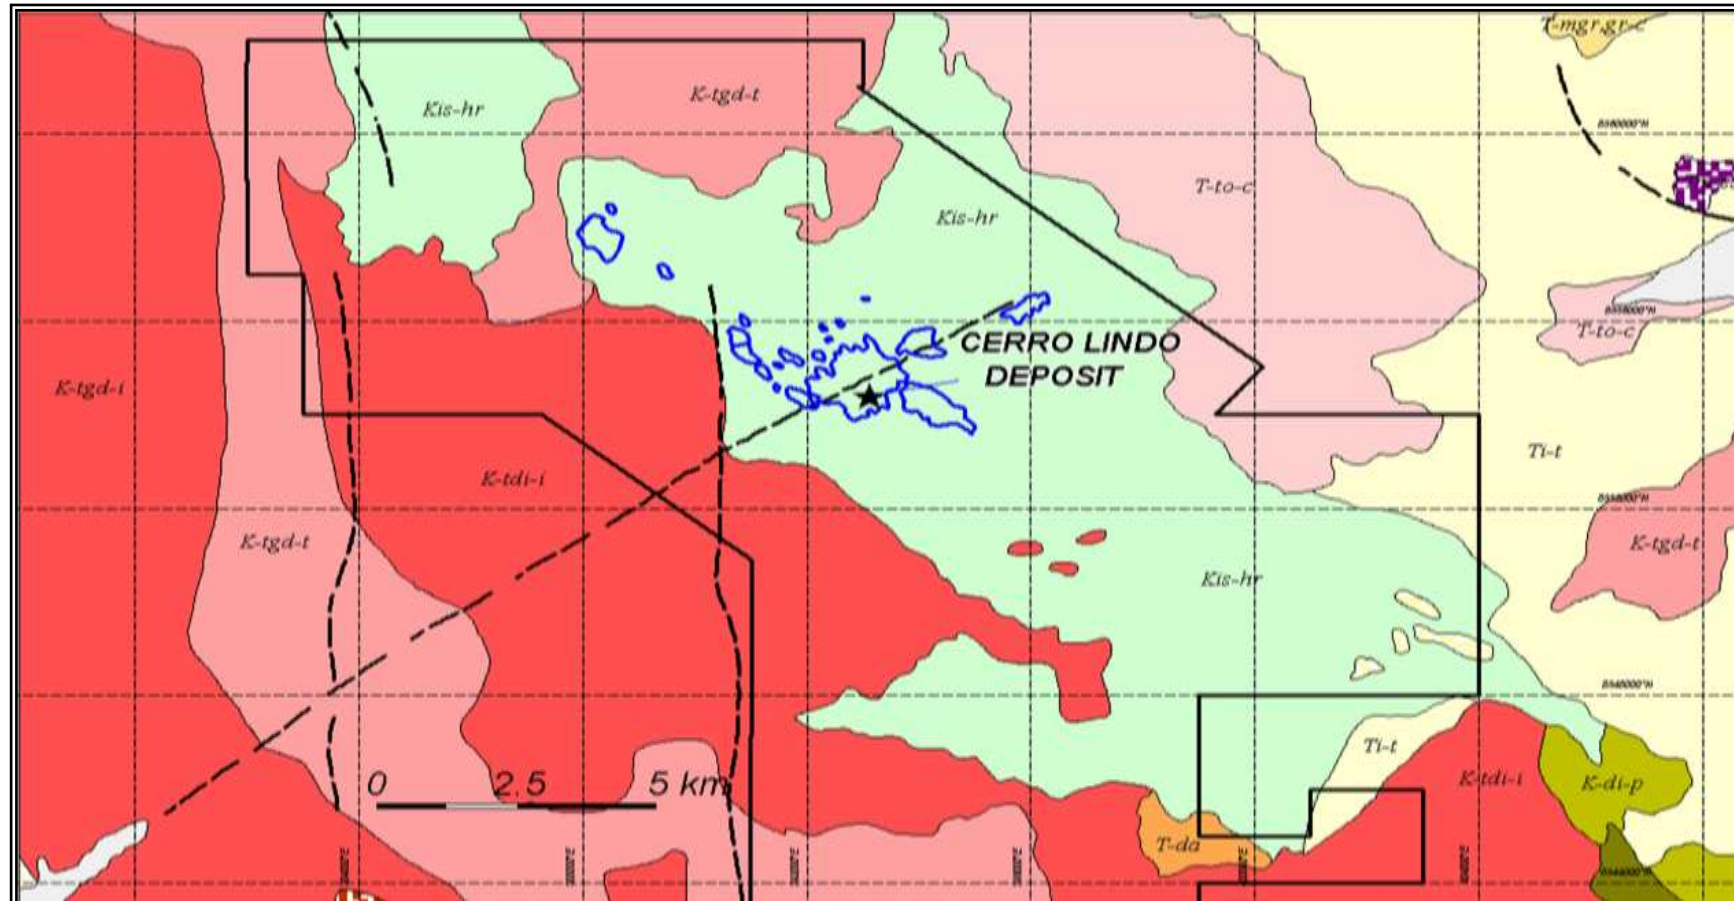 T-mgr,gr-c
Kis-hr
K-tgd-t
8560000°N
T-to-c
Kis-hr
T-to-c
CERRO LINDO
DEPOSIT
K-tgd-i
K-tdi-i
Ti-t
K-tgd-t
K-tgd-t
Kis-hr
Ti-t
K-tdi-i
K-di-p
0 2.5 5 km
T-da